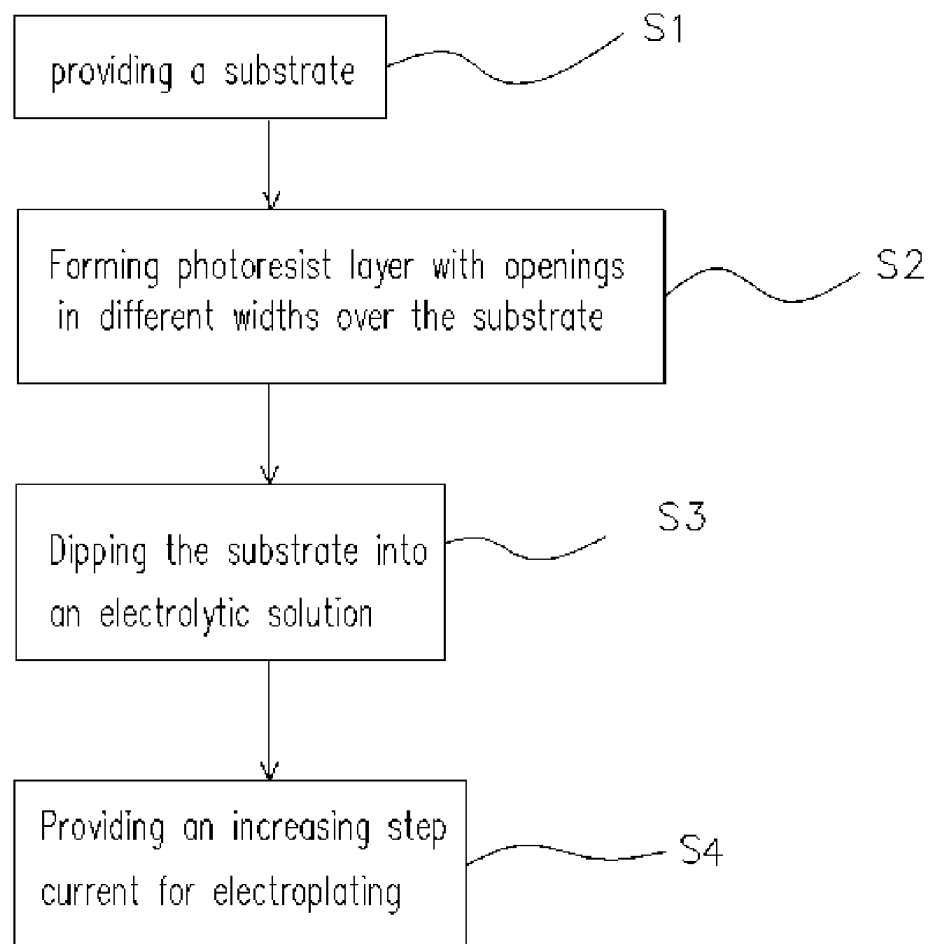 S1
providing a substrate
S2
Forming photoresist layer with openings
in different widths over the substrate
S3
Dipping the substrate into
an electrolytic solution
Providing an increasing step
current for electroplating
S4